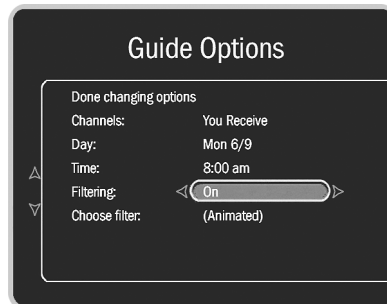 Guide Options
Done changing options
Channels: You Receive
Day: Mon 6/9
Time: 8:00 am
Filtering: On
Choose filter: (Animated)